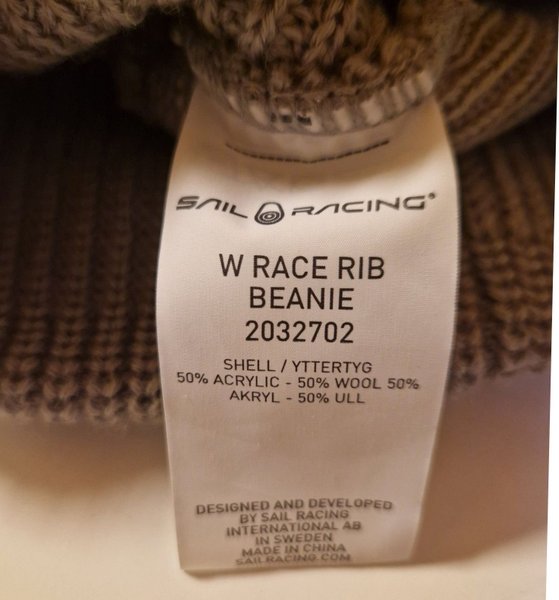 SAIL RACING®
W RACE RIB
BEANIE
2032702
SHELL / YTTERTYG
50% ACRYLIC - 50% WOOL 50%
AKRYL - 50% ULL
DESIGNED AND DEVELOPED
BY SAIL RACING
INTERNATIONAL AB
IN SWEDEN
MADE IN CHINA
SAILRACING.COM